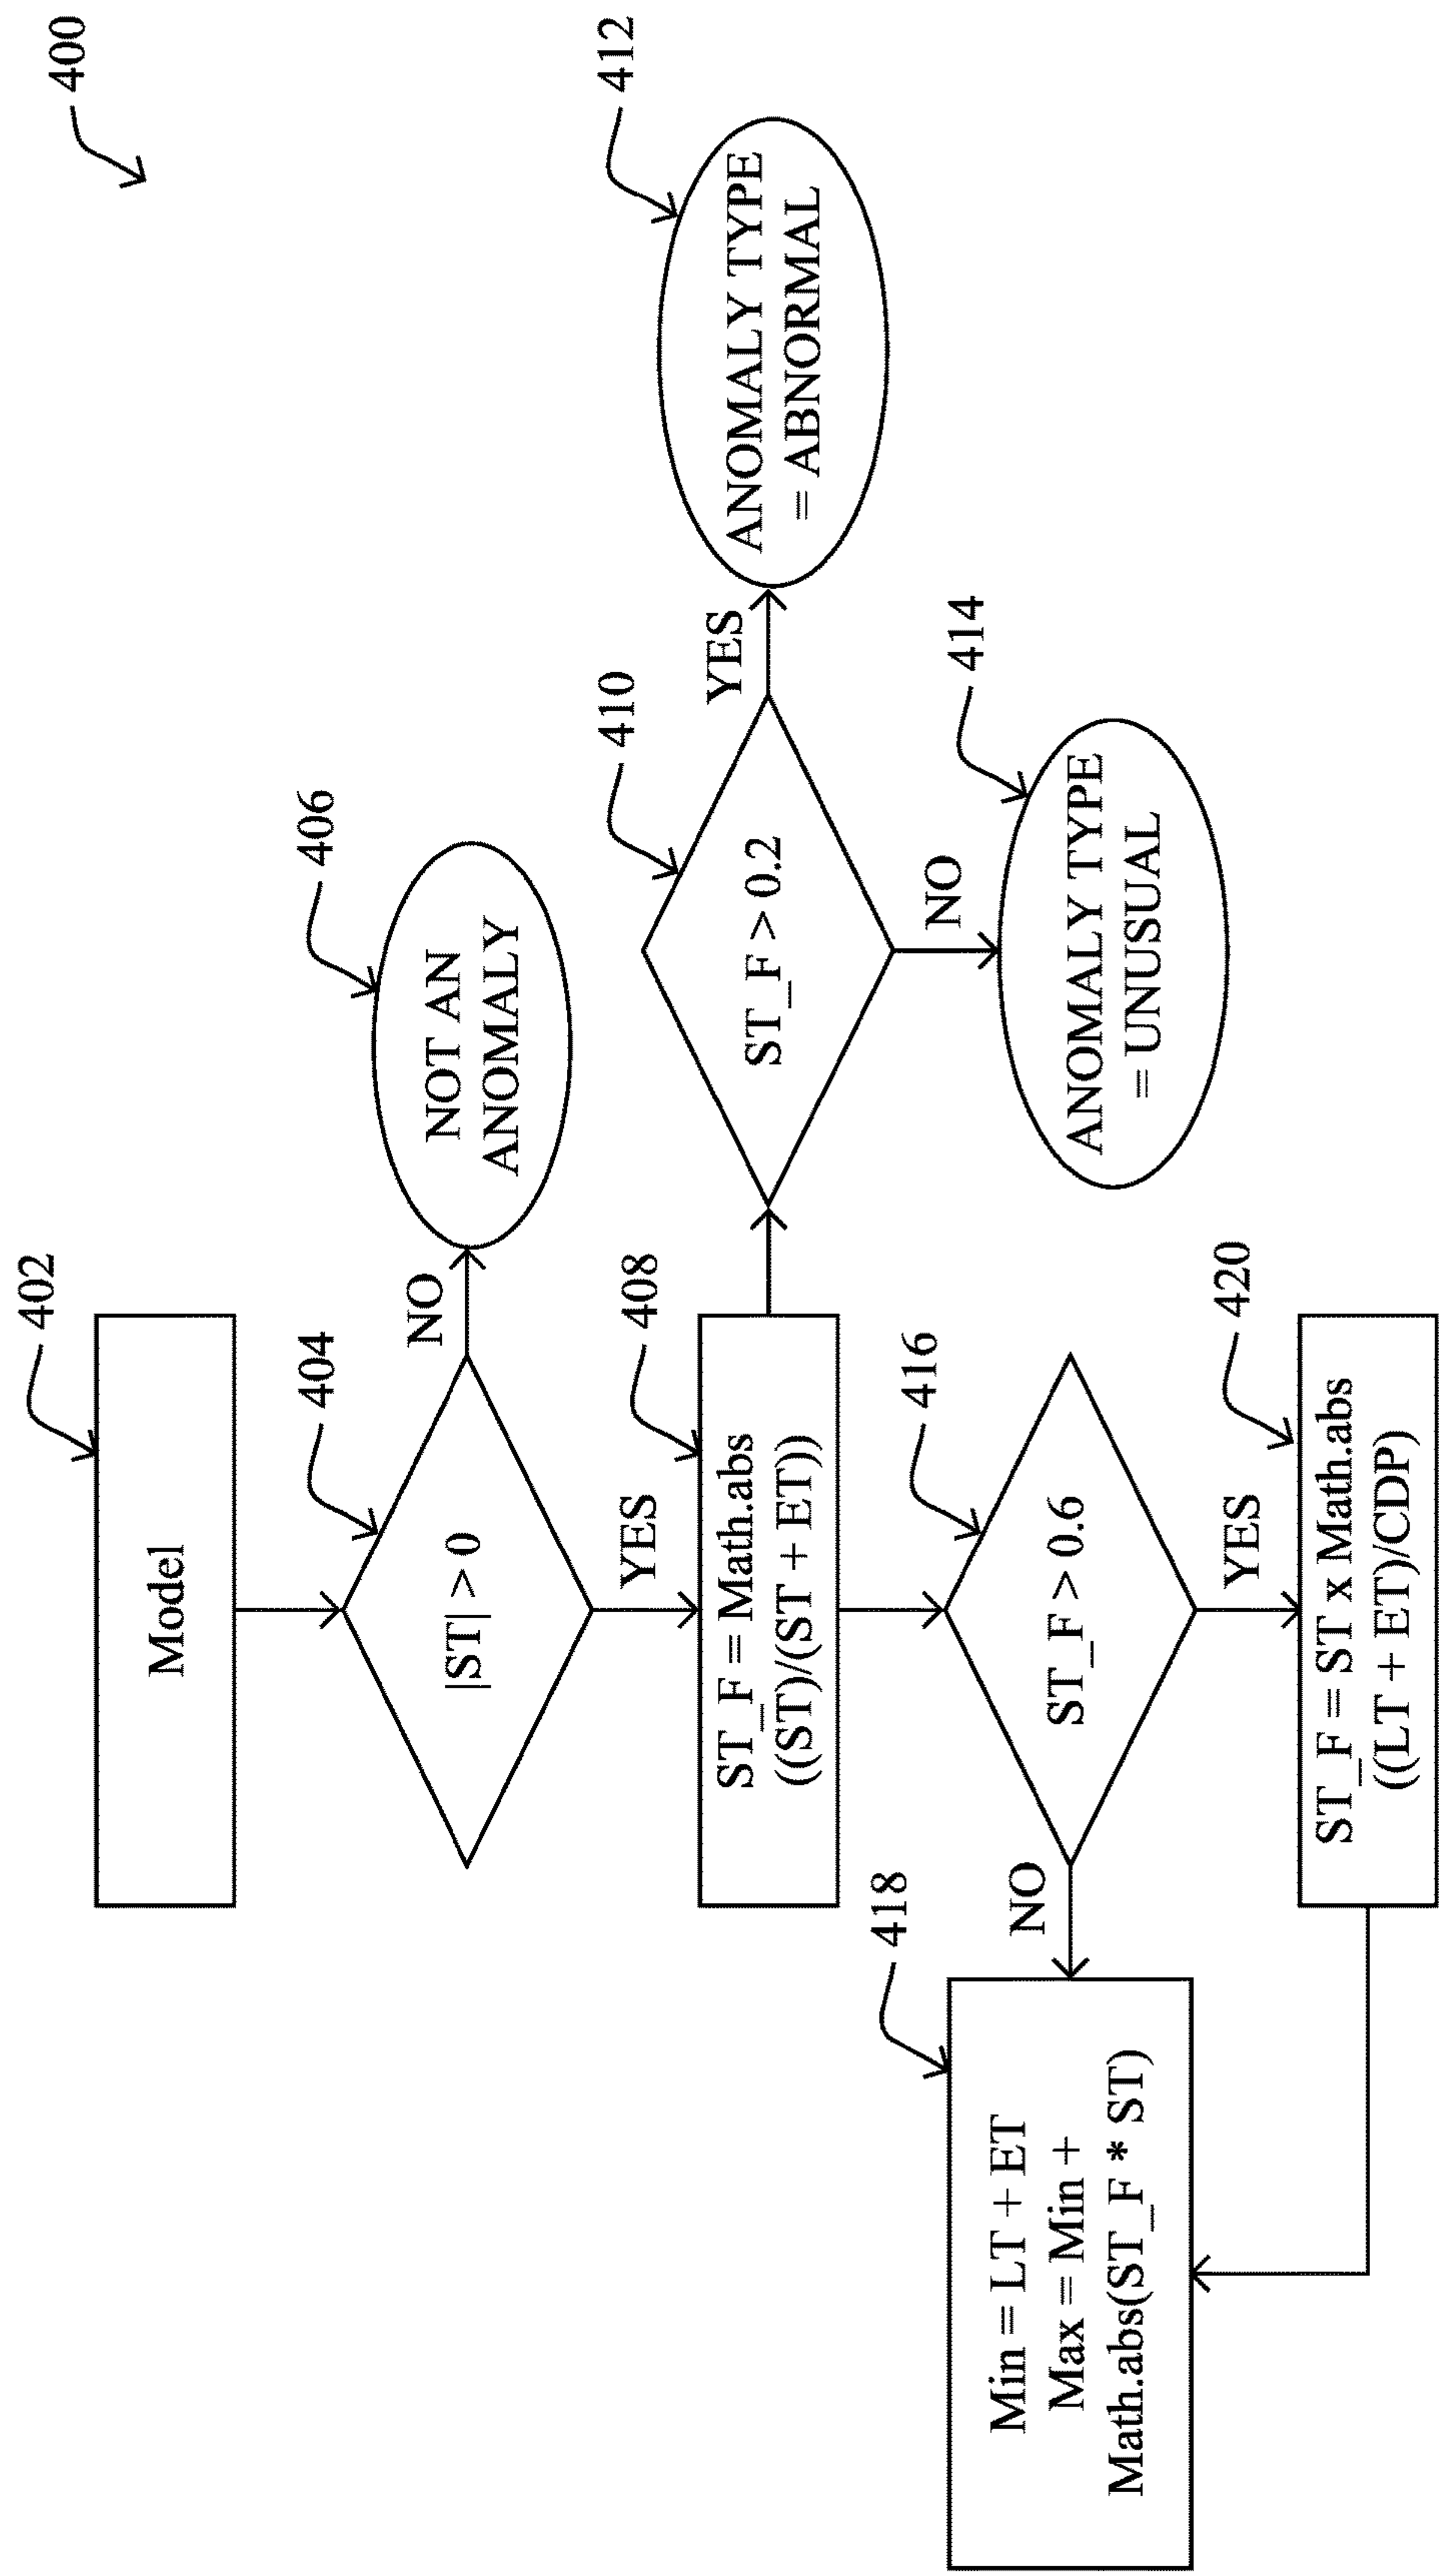 400
402
Model
404
|ST| > 0
NO
406
NOT AN
ANOMALY
YES
408
ST_F = Math.abs
((ST)/(ST + ET))
410
ST_F > 0.2
YES
412
ANOMALY TYPE
= ABNORMAL
NO
414
ANOMALY TYPE
= UNUSUAL
416
ST_F > 0.6
NO
418
Min = LT + ET
Max = Min +
Math.abs(ST_F * ST)
YES
420
ST_F = ST x Math.abs
((LT + ET)/CDP)